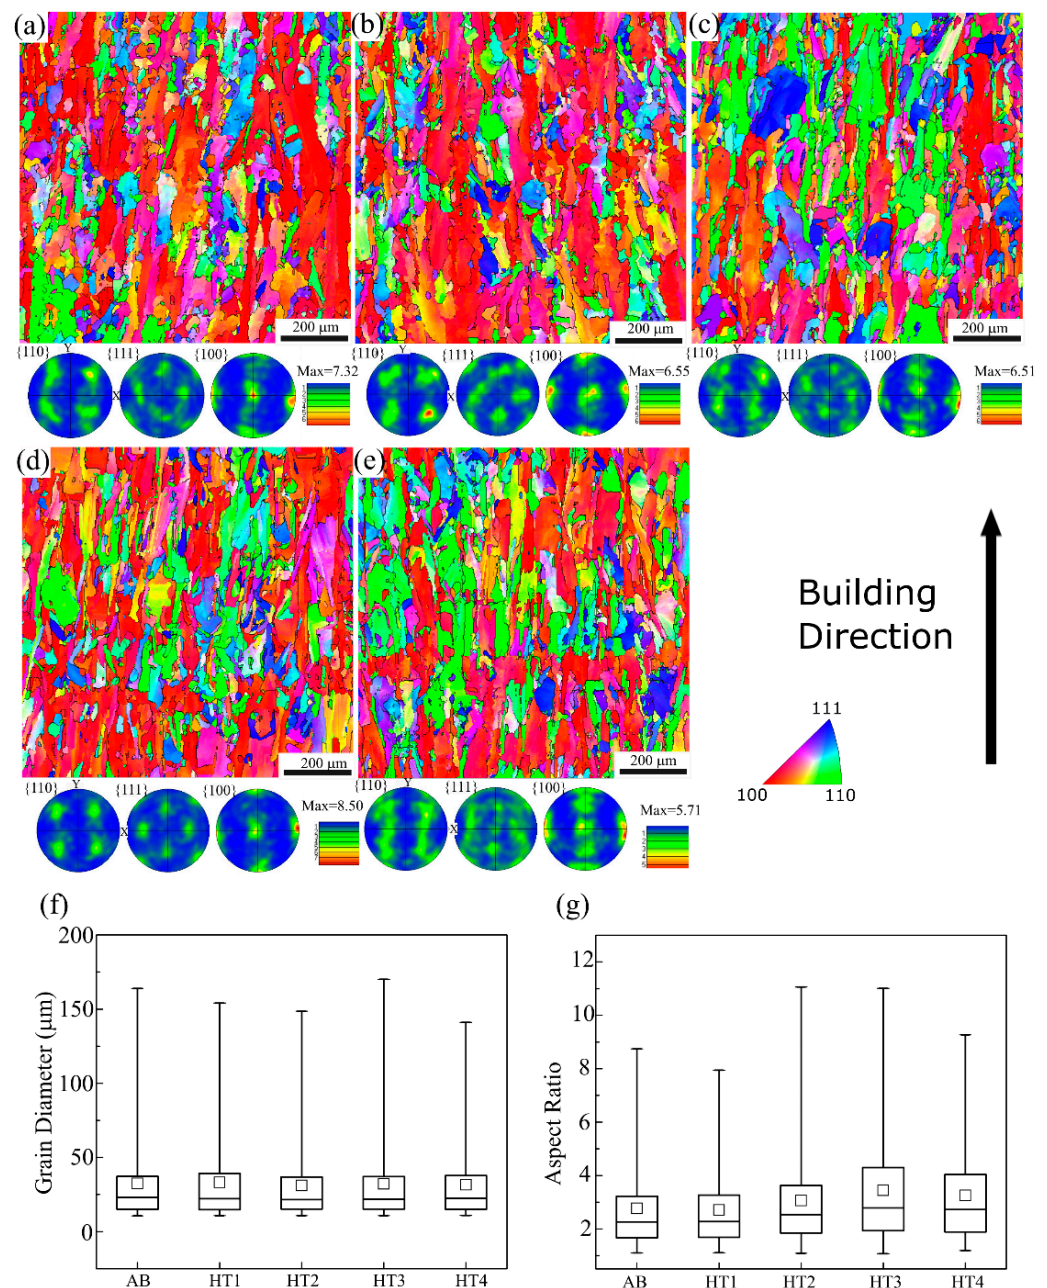 (a) (b) (c)
200 μm 200 μm 200 μm
{110} Y {111} {100} Max=7.32 X
{110} Y {111} {100} Max=6.55 X
{110} Y {111} {100} Max=6.51 X
(d) (e)
200 μm 200 μm
{110} Y {111} {100} Max=8.50 X
{110} Y {111} {100} Max=5.71 X
Building
Direction
111
100 110
(f) (g)
Grain Diameter (μm)
200
150
100
50
0
AB HT1 HT2 HT3 HT4
Aspect Ratio
12
10
8
6
4
2
AB HT1 HT2 HT3 HT4